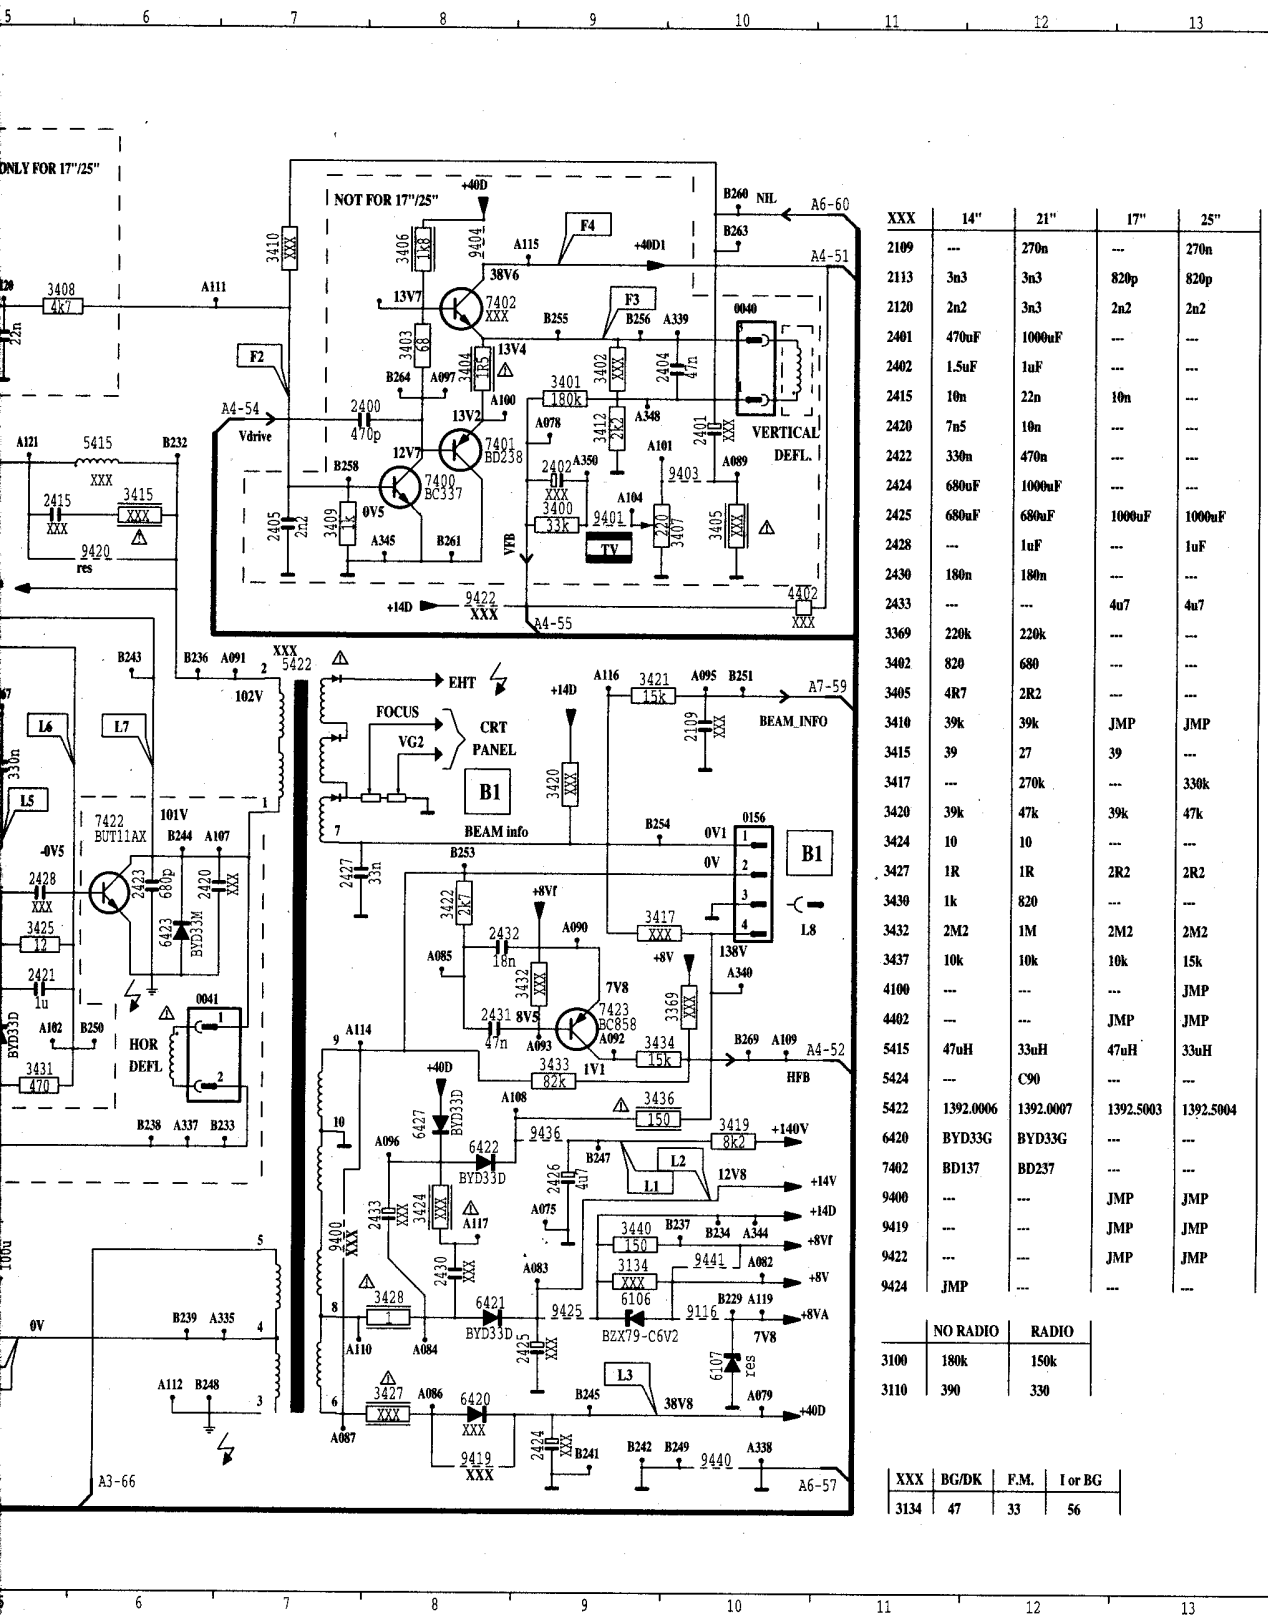 5 6 7 8 9 10 11 12 13
ONLY FOR 17"/25"
NOT FOR 17"/25"
+40D
B260 NIL A6-60
B263
3410 XXX
3406 1k8
9404
A115 F4 +40D1 A4-51
38V6
3408 4k7
A111
22n
13V7
7402 XXX
F3
B255 B256 A339
0040
3403 68
13V4
3404 1R5
F2
B264 A097
3402 XXX
2404 47n
3401 180k
A4-54
Vdrive
2400 470p
13V2 A100
A078
3412 2k2
A348
2401 XXX
VERTICAL
DEFL.
A121 5415 XXX B232
12V7
7401 BD238
A101
B258
7400 BC337
2402 XXX
A350
9403
A089
2415 XXX
3415 XXX
2405 2n2
3409 1k
0V5
3400 33k
A104
9401
TV
220 3407
3405 XXX
9420
res
A345 B261
VFB
+14D
9422
XXX
4402
XXX
A4-55
XXX
5422
B243 B236 A091 2
102V
EHT
FOCUS
VG2
CRT
PANEL
B1
+14D
A116 3421 15k A095 B251 A7-59
BEAM_INFO
2109 XXX
3420 XXX
L6 L7
330n
L5
1
101V
7422
BUT11AX
B244 A107
-0V5
7
BEAM info
B254
0V1
0V
0156
1
2
3
4
B1
L8
2427 33n
B253
2428 XXX
2423 680p
2420 XXX
3422 2k7
+8Vf
3425 12
6423 BYD33M
2432 18n
A090
3417 XXX
138V
A085
+8V
A340
2421 1u
3432 XXX
7V8
3369 XXX
0041
1
2
HOR
DEFL
A102 B250
BYD33D
2431 47n
8V5
A093
7423
BC858
A092
3434 15k
B269 A109 A4-52
HFB
9 A114
3431 470
3433 82k
1V1
+40D
A108
3436 150
6427 BYD33D
10
B238 A337 B233
A096
6422
BYD33D
9436
B247
3419 8k2
+140V
L2
L1
12V8
+14V
2433 XXX
3424 XXX
2426 4u7
A117
A075
+14D
9400 XXX
3440 150
B237 B234 A344
+8Vf
5
100u
2430 XXX
A083
3134 XXX
9441
A082
+8V
8
3428 1
6421
BYD33D
9425
6106
BZX79-C6V2
9116
B229 A119
+8VA
7V8
0V
B239 A335 4
A110 A084
2425 XXX
6107 res
A112 B248 3
6
3427 XXX
A086
6420
XXX
L3
B245 38V8 A079
+40D
A087
9419
XXX
2424 XXX
B241
B242 B249 9440 A338
A6-57
A3-66
XXX 14" 21" 17" 25"
2109 --- 270n --- 270n
2113 3n3 3n3 820p 820p
2120 2n2 3n3 2n2 2n2
2401 470uF 1000uF --- ---
2402 1.5uF 1uF --- ---
2415 10n 22n 10n ---
2420 7n5 10n --- ---
2422 330n 470n --- ---
2424 680uF 1000uF --- ---
2425 680uF 680uF 1000uF 1000uF
2428 --- 1uF --- 1uF
2430 180n 180n --- ---
2433 --- --- 4u7 4u7
3369 220k 220k --- ---
3402 820 680 --- ---
3405 4R7 2R2 --- ---
3410 39k 39k JMP JMP
3415 39 27 39 ---
3417 --- 270k --- 330k
3420 39k 47k 39k 47k
3424 10 10 --- ---
3427 1R 1R 2R2 2R2
3430 1k 820 --- ---
3432 2M2 1M 2M2 2M2
3437 10k 10k 10k 15k
4100 --- --- --- JMP
4402 --- --- JMP JMP
5415 47uH 33uH 47uH 33uH
5424 --- C90 --- ---
5422 1392.0006 1392.0007 1392.5003 1392.5004
6420 BYD33G BYD33G --- ---
7402 BD137 BD237 --- ---
9400 --- --- JMP JMP
9419 --- --- JMP JMP
9422 --- --- JMP JMP
9424 JMP --- --- ---
NO RADIO RADIO
3100 180k 150k
3110 390 330
XXX BG/DK F.M. I or BG
3134 47 33 56
6 7 8 9 10 11 12 13